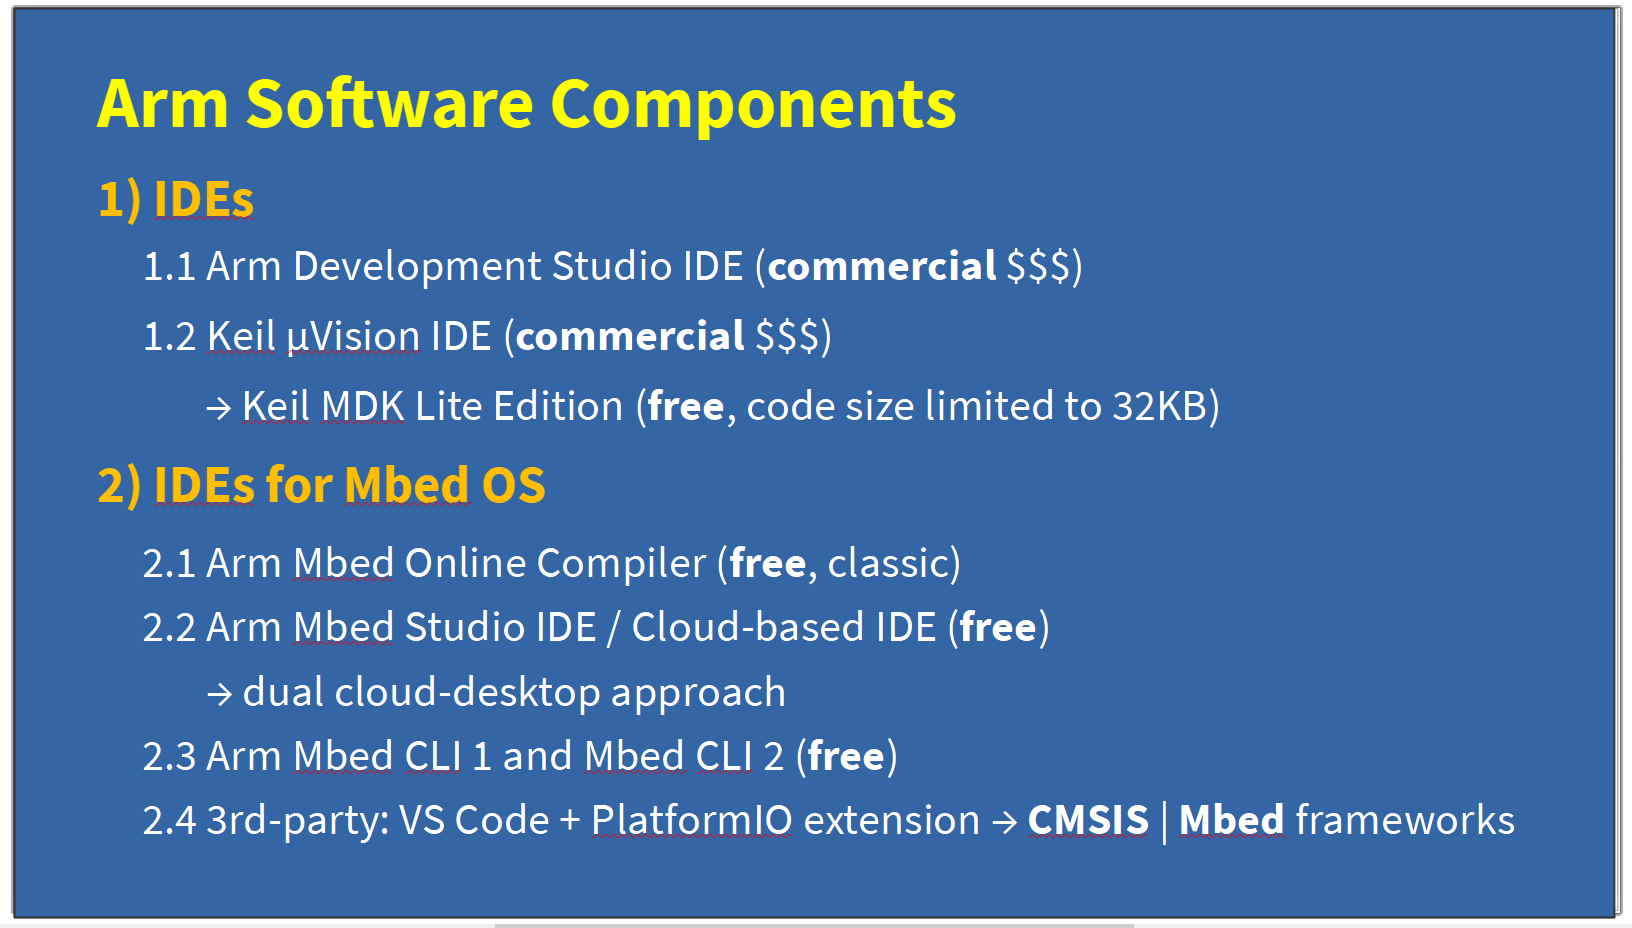 Arm Software Components
1) IDEs
1.1 Arm Development Studio IDE (commercial $$$)
1.2 Keil µVision IDE (commercial $$$)
→ Keil MDK Lite Edition (free, code size limited to 32KB)
2) IDEs for Mbed OS
2.1 Arm Mbed Online Compiler (free, classic)
2.2 Arm Mbed Studio IDE / Cloud-based IDE (free)
→ dual cloud-desktop approach
2.3 Arm Mbed CLI 1 and Mbed CLI 2 (free)
2.4 3rd-party: VS Code + PlatformIO extension → CMSIS | Mbed frameworks